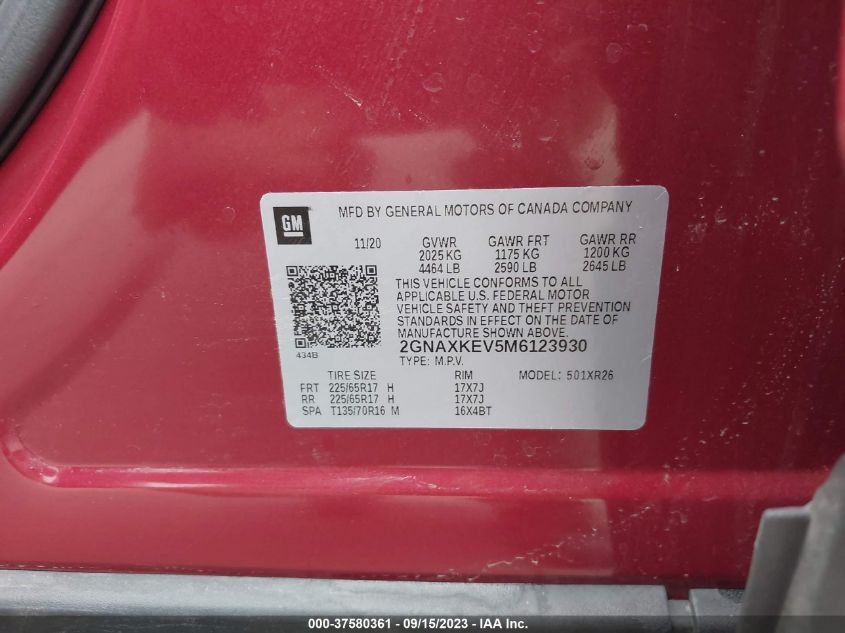 GM
MFD BY GENERAL MOTORS OF CANADA COMPANY
11/20 GVWR GAWR FRT GAWR RR
2025 KG 1175 KG 1200 KG
4464 LB 2590 LB 2645 LB
THIS VEHICLE CONFORMS TO ALL
APPLICABLE U.S. FEDERAL MOTOR
VEHICLE SAFETY AND THEFT PREVENTION
STANDARDS IN EFFECT ON THE DATE OF
MANUFACTURE SHOWN ABOVE.
434B
2GNAXKEV5M6123930
TYPE: M.P.V.
TIRE SIZE RIM MODEL: 501XR26
FRT 225/65R17 H 17X7J
RR 225/65R17 H 17X7J
SPA T135/70R16 M 16X4BT
000-37580361 - 09/15/2023 - Copyright © IAA, Inc.